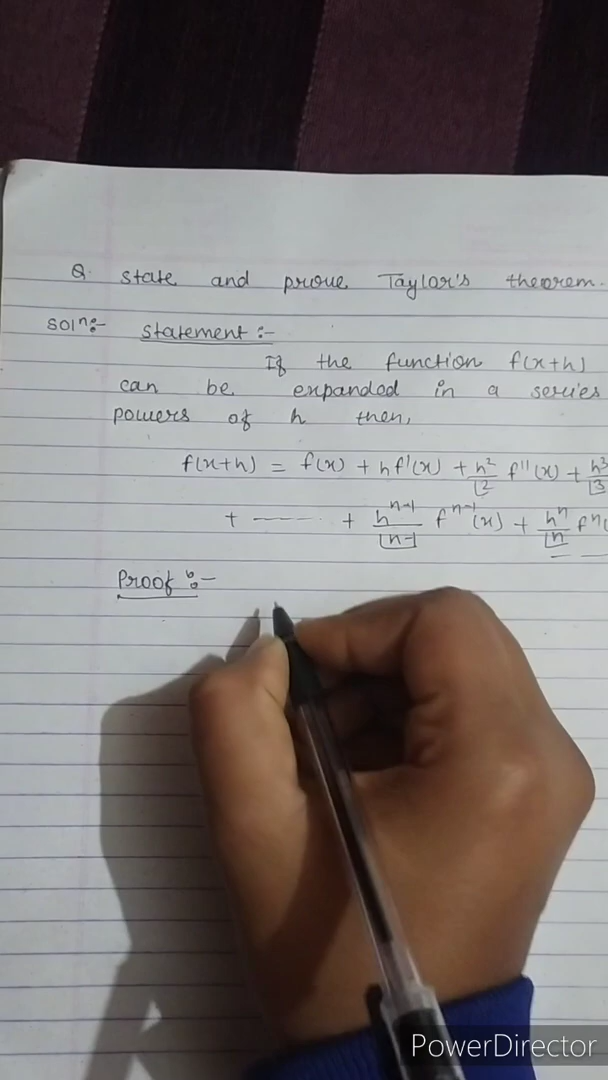 Q. State and prove Taylor's theorem.
Solⁿ:- Statement :-
If the function f(x+h)
can be expanded in a series
powers of h then,
f(x+h) = f(x) + hf'(x) + h²/⌊2 f''(x) + h³/⌊3
+ ------ + hⁿ⁻¹/⌊n-1 fⁿ⁻¹(x) + hⁿ/⌊n fⁿ(
Proof :-
PowerDirector